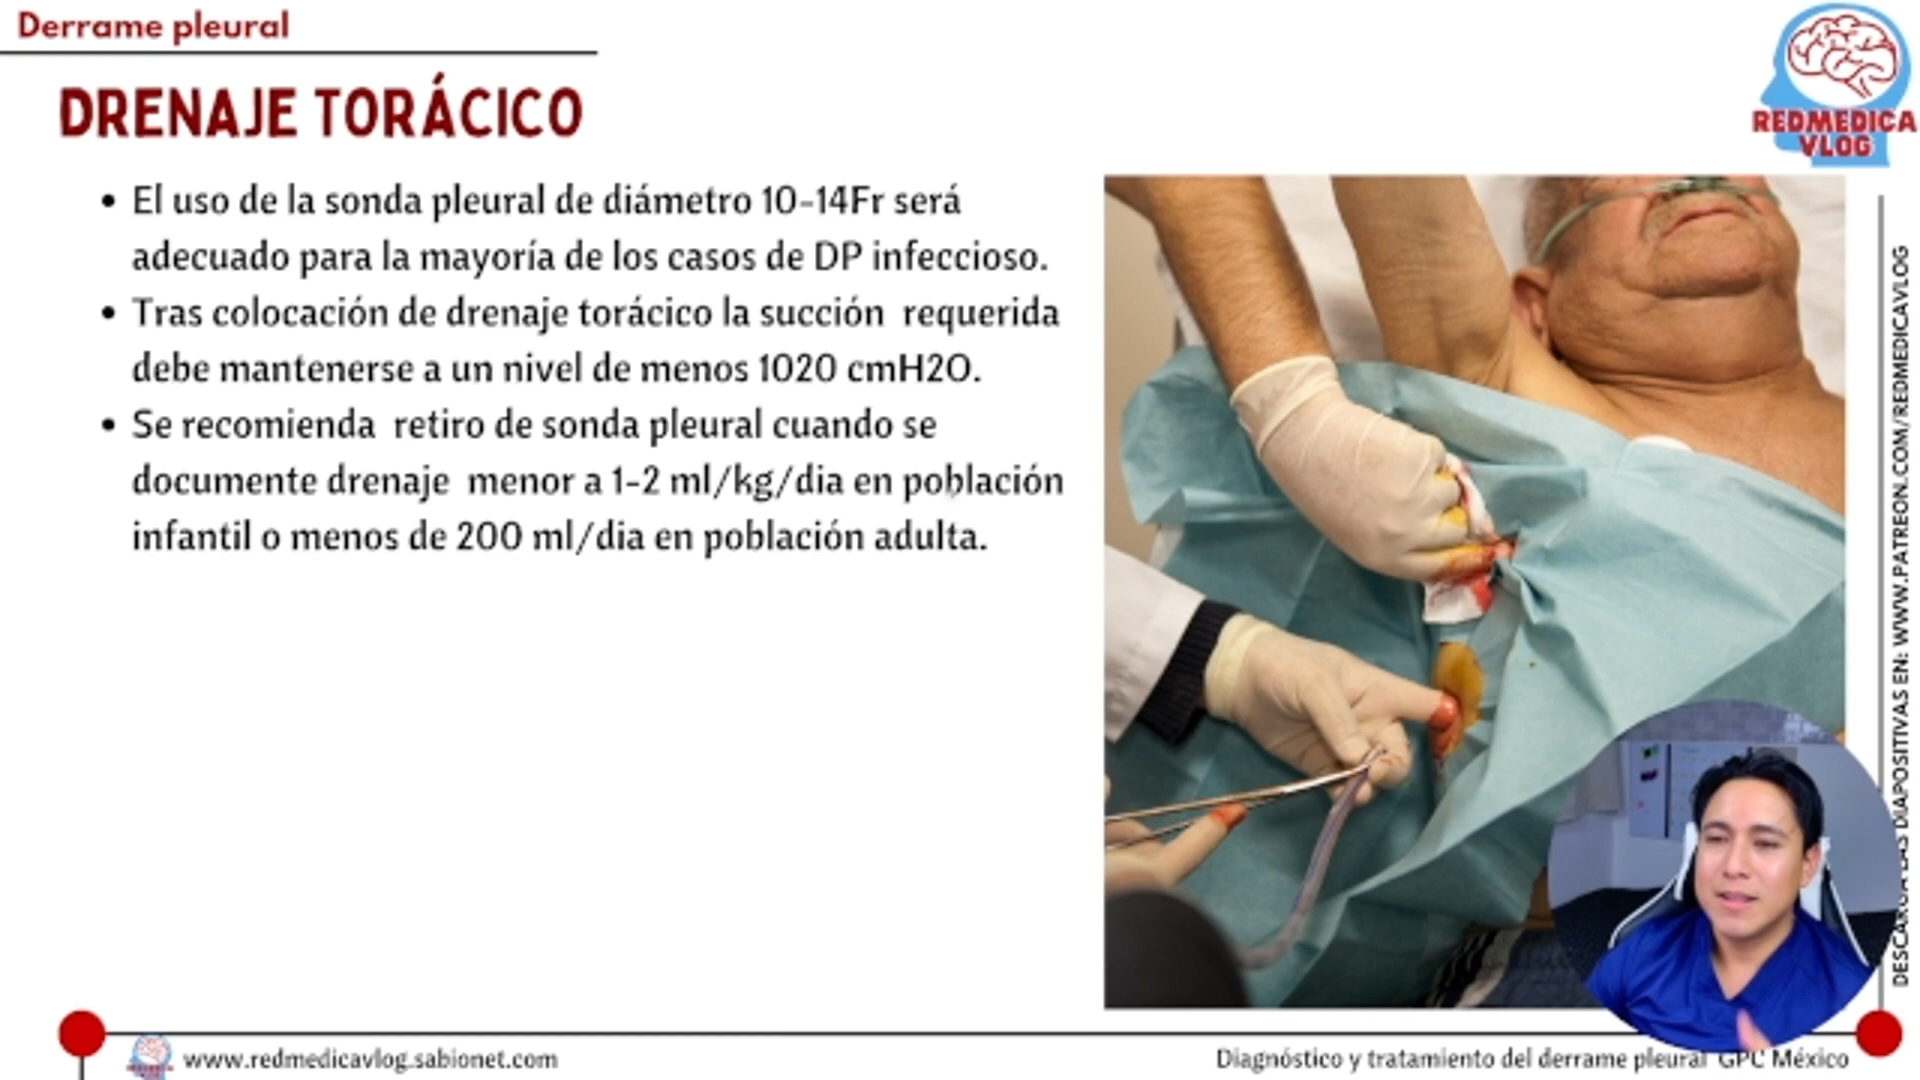 Derrame pleural
DRENAJE TORÁCICO
REDMEDICA
VLOG
• El uso de la sonda pleural de diámetro 10-14Fr será
adecuado para la mayoría de los casos de DP infeccioso.
• Tras colocación de drenaje torácico la succión requerida
debe mantenerse a un nivel de menos 1020 cmH2O.
• Se recomienda retiro de sonda pleural cuando se
documente drenaje menor a 1-2 ml/kg/dia en población
infantil o menos de 200 ml/dia en población adulta.
DESCARGA LAS DIAPOSITIVAS EN: WWW.PATREON.COM/REDMEDICAVLOG
www.redmedicavlog.sabionet.com
Diagnóstico y tratamiento del derrame pleural GPC México